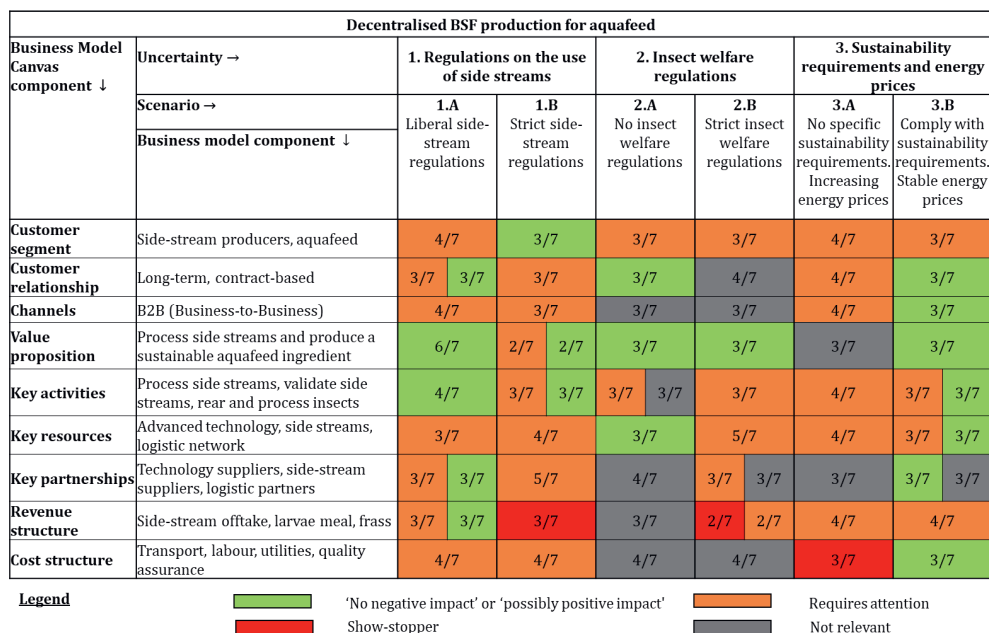 Decentralised BSF production for aquafeed
Business Model
Canvas
component ↓
Uncertainty →
1. Regulations on the use
of side streams
2. Insect welfare
regulations
3. Sustainability
requirements and energy
prices
Scenario →
Business model component ↓
1.A
Liberal side-
stream
regulations
1.B
Strict side-
stream
regulations
2.A
No insect
welfare
regulations
2.B
Strict insect
welfare
regulations
3.A
No specific
sustainability
requirements.
Increasing
energy prices
3.B
Comply with
sustainability
requirements.
Stable energy
prices
Customer
segment
Side-stream producers, aquafeed
4/7 3/7 3/7 3/7 4/7 3/7
Customer
relationship
Long-term, contract-based
3/7 3/7 3/7 3/7 4/7 4/7 3/7
Channels
B2B (Business-to-Business)
4/7 3/7 3/7 3/7 4/7 3/7
Value
proposition
Process side streams and produce a
sustainable aquafeed ingredient
6/7 2/7 2/7 3/7 3/7 3/7 3/7
Key activities
Process side streams, validate side
streams, rear and process insects
4/7 3/7 3/7 3/7 3/7 3/7 4/7 3/7 3/7
Key resources
Advanced technology, side streams,
logistic network
3/7 4/7 3/7 5/7 4/7 3/7 3/7
Key partnerships
Technology suppliers, side-stream
suppliers, logistic partners
3/7 3/7 5/7 4/7 3/7 3/7 3/7 3/7 3/7
Revenue
structure
Side-stream offtake, larvae meal, frass
3/7 3/7 3/7 3/7 2/7 2/7 4/7 4/7
Cost structure
Transport, labour, utilities, quality
assurance
4/7 4/7 4/7 4/7 3/7 3/7
Legend
'No negative impact' or 'possibly positive impact'
Requires attention
Show-stopper
Not relevant